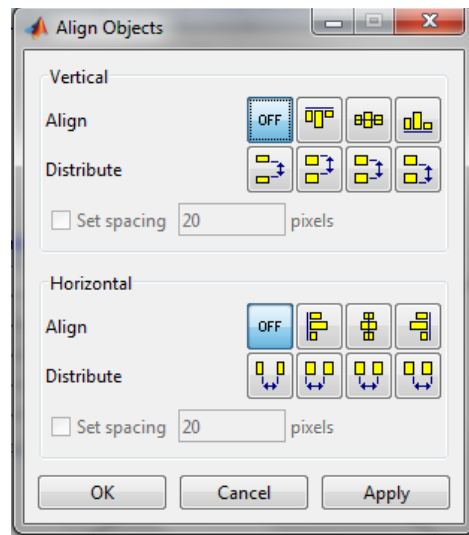 Align Objects
Vertical
Align OFF
Distribute
Set spacing 20 pixels
Horizontal
Align OFF
Distribute
Set spacing 20 pixels
OK Cancel Apply